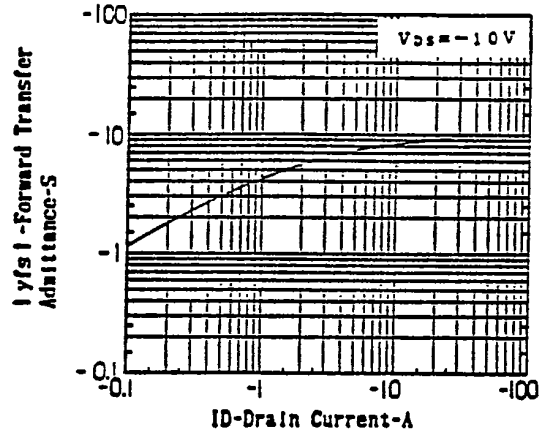 -100
VDS=-10V
-10
-1
-0.1
|yfs|-Forward Transfer
Admittance-S
-0.1
-1
-10
-100
ID-Drain Current-A